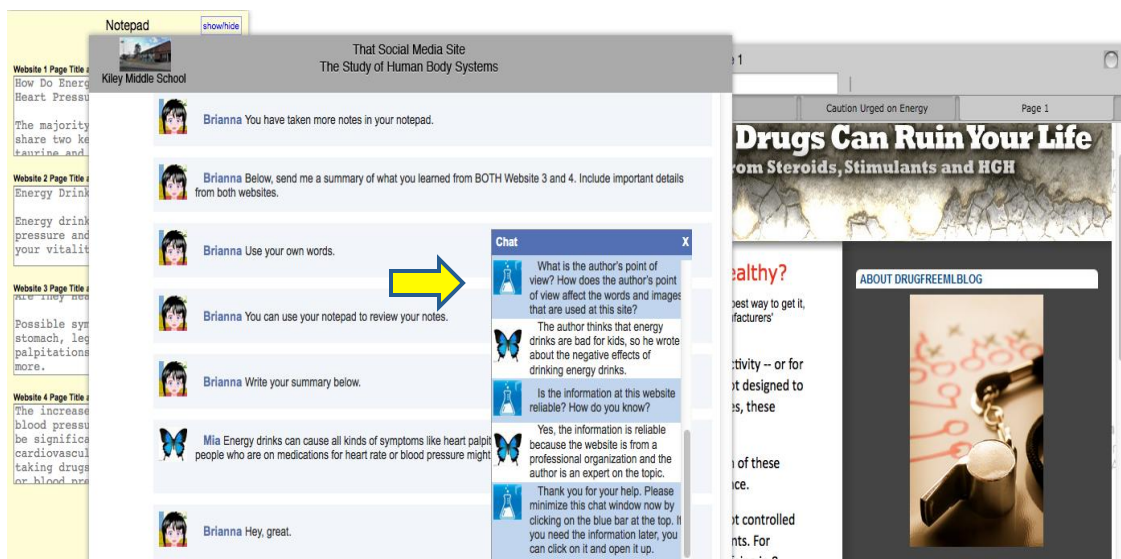 Notepad
show/hide
Website 1 Page Title a
How Do Energ
Heart Pressu
The majority
share two ke
taurine and
Website 2 Page Title a
Energy Drink
Energy drink
pressure and
your vitalit
Website 3 Page Title a
Are They Hea
Possible sym
stomach, leg
palpitations
more.
Website 4 Page Title a
The increase
blood pressu
be significa
cardiovascul
taking drugs
or blood pre
Kiley Middle School
That Social Media Site
The Study of Human Body Systems
Brianna You have taken more notes in your notepad.
Brianna Below, send me a summary of what you learned from BOTH Website 3 and 4. Include important details
from both websites.
Brianna Use your own words.
Brianna You can use your notepad to review your notes.
Brianna Write your summary below.
Mia Energy drinks can cause all kinds of symptoms like heart palpit
people who are on medications for heart rate or blood pressure might
Brianna Hey, great.
Chat X
What is the author's point of
view? How does the author's point
of view affect the words and images
that are used at this site?
The author thinks that energy
drinks are bad for kids, so he wrote
about the negative effects of
drinking energy drinks.
Is the information at this website
reliable? How do you know?
Yes, the information is reliable
because the website is from a
professional organization and the
author is an expert on the topic.
Thank you for your help. Please
minimize this chat window now by
clicking on the blue bar at the top. If
you need the information later, you
can click on it and open it up.
1
Caution Urged on Energy
Page 1
Drugs Can Ruin Your Life
rom Steroids, Stimulants and HGH
ealthy?
best way to get it,
ufacturers'
ctivity -- or for
ot designed to
es, these
n of these
nce.
ot controlled
nts. For
ABOUT DRUGFREEMLBLOG